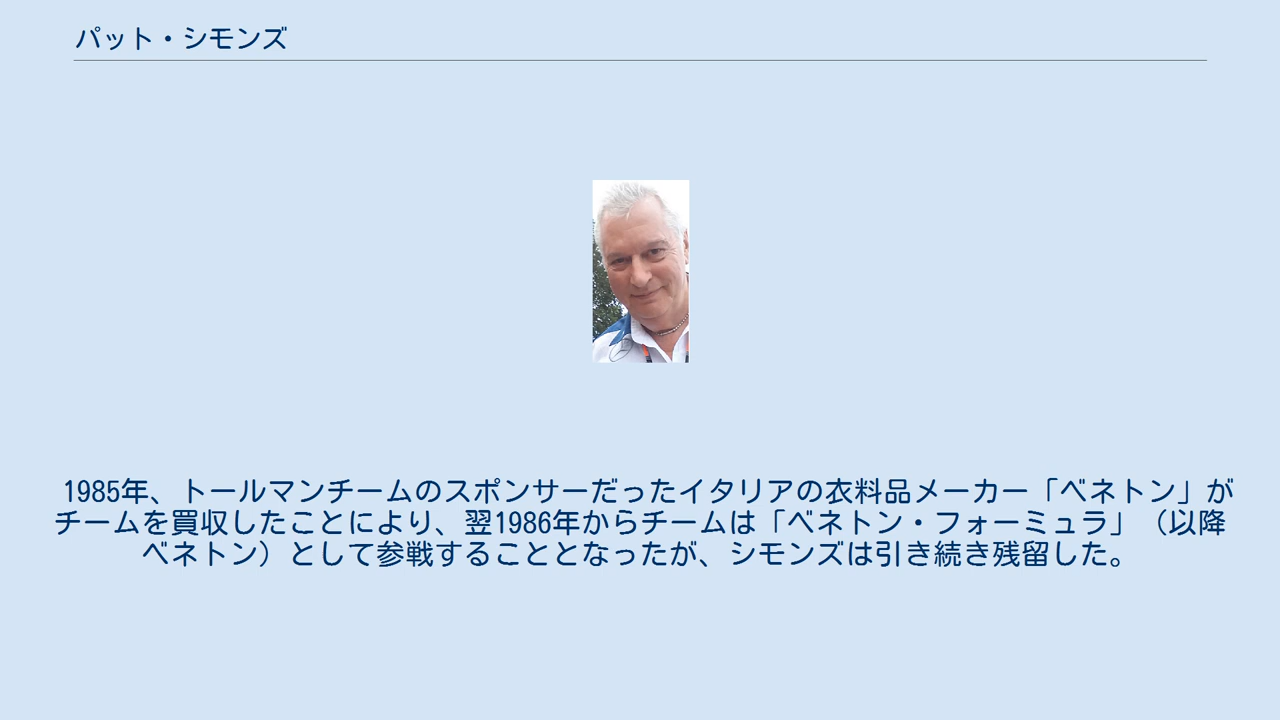 パット・シモンズ
1985年、トールマンチームのスポンサーだったイタリアの衣料品メーカー「ベネトン」が
チームを買収したことにより、翌1986年からチームは「ベネトン・フォーミュラ」（以降
ベネトン）として参戦することとなったが、シモンズは引き続き残留した。